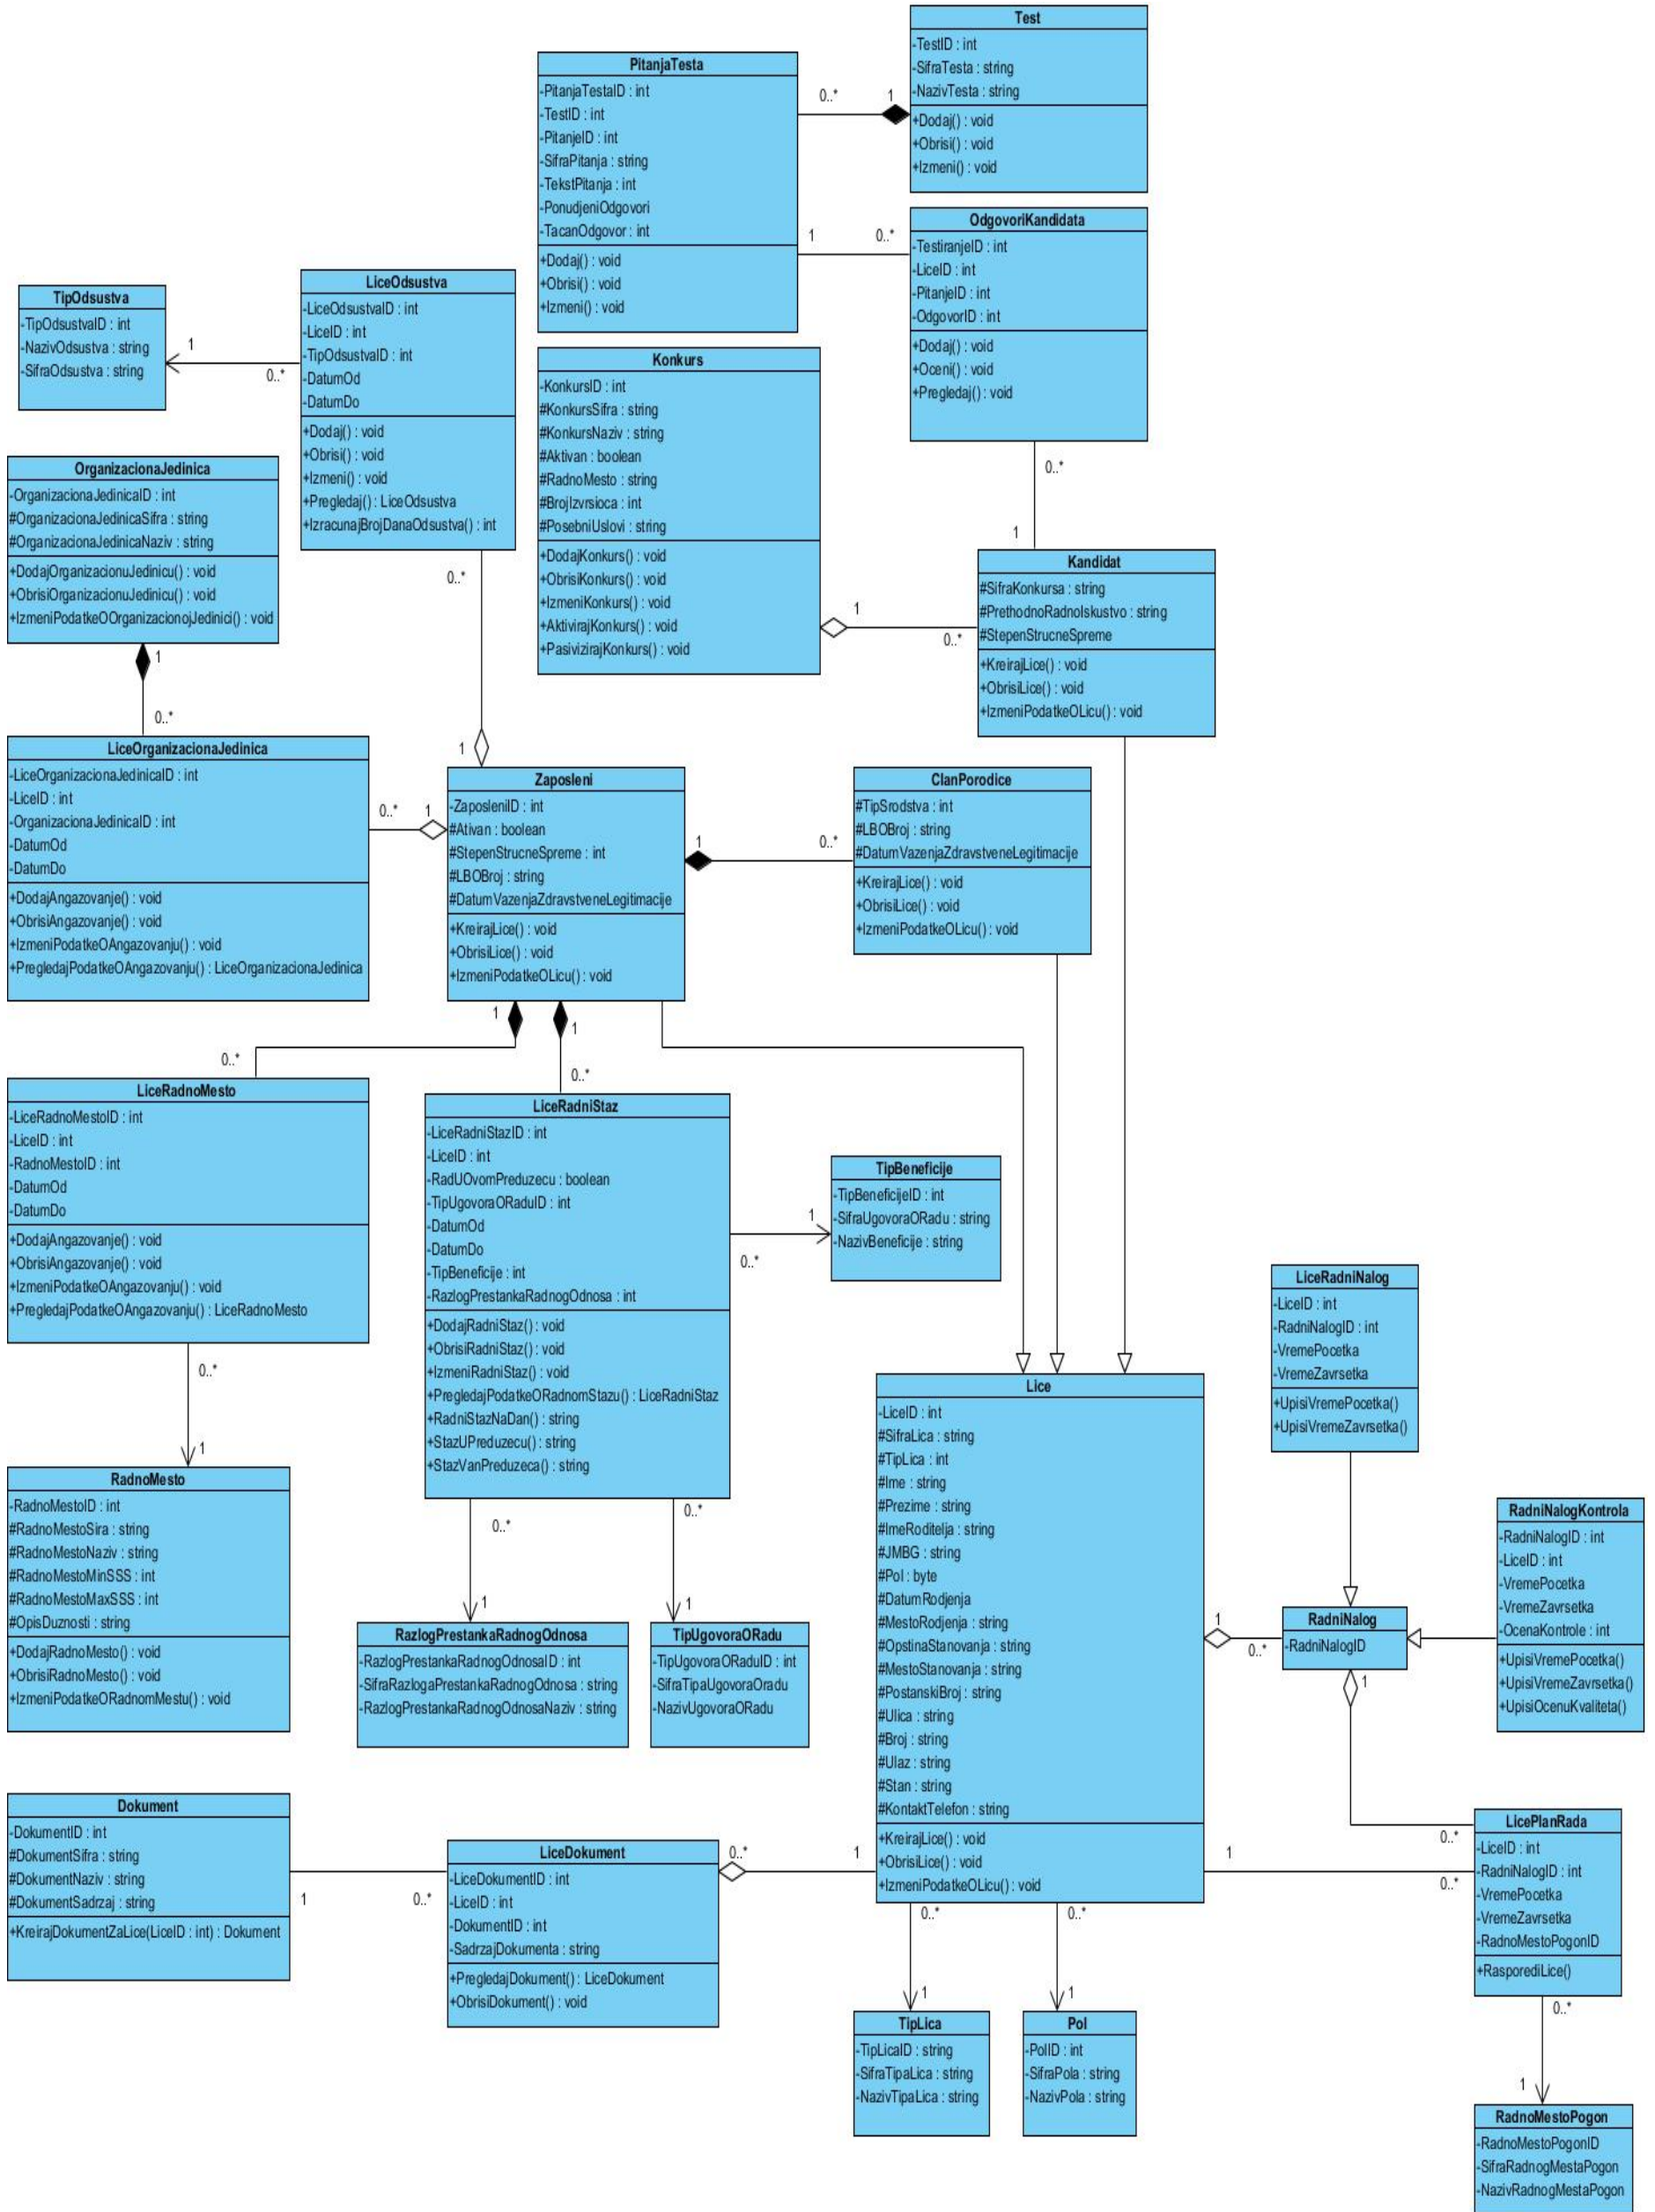 Test
-TestID : int
-SifraTesta : string
-NazivTesta : string
+Dodaj() : void
+Obrisi() : void
+Izmeni() : void
PitanjaTesta
-PitanjaTestaID : int
-TestID : int
-PitanjeID : int
-SifraPitanja : string
-TekstPitanja : int
-PonudjeniOdgovori
-TacanOdgovor : int
+Dodaj() : void
+Obrisi() : void
+Izmeni() : void
0..*
1
1
0..*
OdgovoriKandidata
-TestiranjeID : int
-LiceID : int
-PitanjeID : int
-OdgovorID : int
+Dodaj() : void
+Oceni() : void
+Pregledaj() : void
0..*
1
TipOdsustva
-TipOdsustvaID : int
-NazivOdsustva : string
-SifraOdsustva : string
1
0..*
LiceOdsustva
-LiceOdsustvaID : int
-LiceID : int
-TipOdsustvaID : int
-DatumOd
-DatumDo
+Dodaj() : void
+Obrisi() : void
+Izmeni() : void
+Pregledaj() : LiceOdsustva
+IzracunajBrojDanaOdsustva() : int
0..*
1
Konkurs
-KonkursID : int
#KonkursSifra : string
#KonkursNaziv : string
#Aktivan : boolean
#RadnoMesto : string
#BrojIzvrsioca : int
#PosebniUslovi : string
+DodajKonkurs() : void
+ObrisiKonkurs() : void
+IzmeniKonkurs() : void
+AktivirajKonkurs() : void
+PasivizirajKonkurs() : void
1
0..*
Kandidat
#SifraKonkursa : string
#PrethodnoRadnoIskustvo : string
#StepenStrucneSpreme
+KreirajLice() : void
+ObrisiLice() : void
+IzmeniPodatkeOLicu() : void
OrganizacionaJedinica
-OrganizacionaJedinicaID : int
#OrganizacionaJedinicaSifra : string
#OrganizacionaJedinicaNaziv : string
+DodajOrganizacionuJedinicu() : void
+ObrisiOrganizacionuJedinicu() : void
+IzmeniPodatkeOOrganizacionojJedinici() : void
1
0..*
LiceOrganizacionaJedinica
-LiceOrganizacionaJedinicaID : int
-LiceID : int
-OrganizacionaJedinicaID : int
-DatumOd
-DatumDo
+DodajAngazovanje() : void
+ObrisiAngazovanje() : void
+IzmeniPodatkeOAngazovanju() : void
+PregledajPodatkeOAngazovanju() : LiceOrganizacionaJedinica
0..*
1
Zaposleni
-ZaposleniID : int
#Ativan : boolean
#StepenStrucneSpreme : int
#LBOBroj : string
#DatumVazenjaZdravstveneLegitimacije
+KreirajLice() : void
+ObrisiLice() : void
+IzmeniPodatkeOLicu() : void
1
0..*
ClanPorodice
#TipSrodstva : int
#LBOBroj : string
#DatumVazenjaZdravstveneLegitimacije
+KreirajLice() : void
+ObrisiLice() : void
+IzmeniPodatkeOLicu() : void
1
0..*
1
0..*
LiceRadnoMesto
-LiceRadnoMestoID : int
-LiceID : int
-RadnoMestoID : int
-DatumOd
-DatumDo
+DodajAngazovanje() : void
+ObrisiAngazovanje() : void
+IzmeniPodatkeOAngazovanju() : void
+PregledajPodatkeOAngazovanju() : LiceRadnoMesto
0..*
1
LiceRadniStaz
-LiceRadniStazID : int
-LiceID : int
-RadUOvomPreduzecu : boolean
-TipUgovoraORaduID : int
-DatumOd
-DatumDo
-TipBeneficije : int
-RazlogPrestankaRadnogOdnosa : int
+DodajRadniStaz() : void
+ObrisiRadniStaz() : void
+IzmeniRadniStaz() : void
+PregledajPodatkeORadnomStazu() : LiceRadniStaz
+RadniStazNaDan() : string
+StazUPreduzecu() : string
+StazVanPreduzeca() : string
1
0..*
TipBeneficije
-TipBeneficijeID : int
-SifraUgovoraORadu : string
-NazivBeneficije : string
0..*
1
0..*
1
RadnoMesto
-RadnoMestoID : int
#RadnoMestoSira : string
#RadnoMestoNaziv : string
#RadnoMestoMinSSS : int
#RadnoMestoMaxSSS : int
#OpisDuznosti : string
+DodajRadnoMesto() : void
+ObrisiRadnoMesto() : void
+IzmeniPodatkeORadnomMestu() : void
RazlogPrestankaRadnogOdnosa
-RazlogPrestankaRadnogOdnosaID : int
-SifraRazlogaPrestankaRadnogOdnosa : string
-RazlogPrestankaRadnogOdnosaNaziv : string
TipUgovoraORadu
-TipUgovoraORaduID : int
-SifraTipaUgovoraOradu
-NazivUgovoraORadu
Lice
-LiceID : int
#SifraLica : string
#TipLica : int
#Ime : string
#Prezime : string
#ImeRoditelja : string
#JMBG : string
#Pol : byte
#DatumRodjenja
#MestoRodjenja : string
#OpstinaStanovanja : string
#MestoStanovanja : string
#PostanskiBroj : string
#Ulica : string
#Broj : string
#Ulaz : string
#Stan : string
#KontaktTelefon : string
+KreirajLice() : void
+ObrisiLice() : void
+IzmeniPodatkeOLicu() : void
LiceRadniNalog
-LiceID : int
-RadniNalogID : int
-VremePocetka
-VremeZavrsetka
+UpisiVremePocetka()
+UpisiVremeZavrsetka()
RadniNalogKontrola
-RadniNalogID : int
-LiceID : int
-VremePocetka
-VremeZavrsetka
-OcenaKontrole : int
+UpisiVremePocetka()
+UpisiVremeZavrsetka()
+UpisiOcenuKvaliteta()
1
0..*
RadniNalog
-RadniNalogID
1
0..*
1
0..*
LicePlanRada
-LiceID : int
-RadniNalogID : int
-VremePocetka
-VremeZavrsetka
-RadnoMestoPogonID
+RasporediLice()
0..*
1
RadnoMestoPogon
-RadnoMestoPogonID
-SifraRadnogMestaPogon
-NazivRadnogMestaPogon
Dokument
-DokumentID : int
#DokumentSifra : string
#DokumentNaziv : string
#DokumentSadrzaj : string
+KreirajDokumentZaLice(LiceID : int) : Dokument
1
0..*
LiceDokument
-LiceDokumentID : int
-LiceID : int
-DokumentID : int
-SadrzajDokumenta : string
+PregledajDokument() : LiceDokument
+ObrisiDokument() : void
0..*
1
0..*
1
0..*
1
TipLica
-TipLicaID : string
-SifraTipaLica : string
-NazivTipaLica : string
Pol
-PolID : int
-SifraPola : string
-NazivPola : string